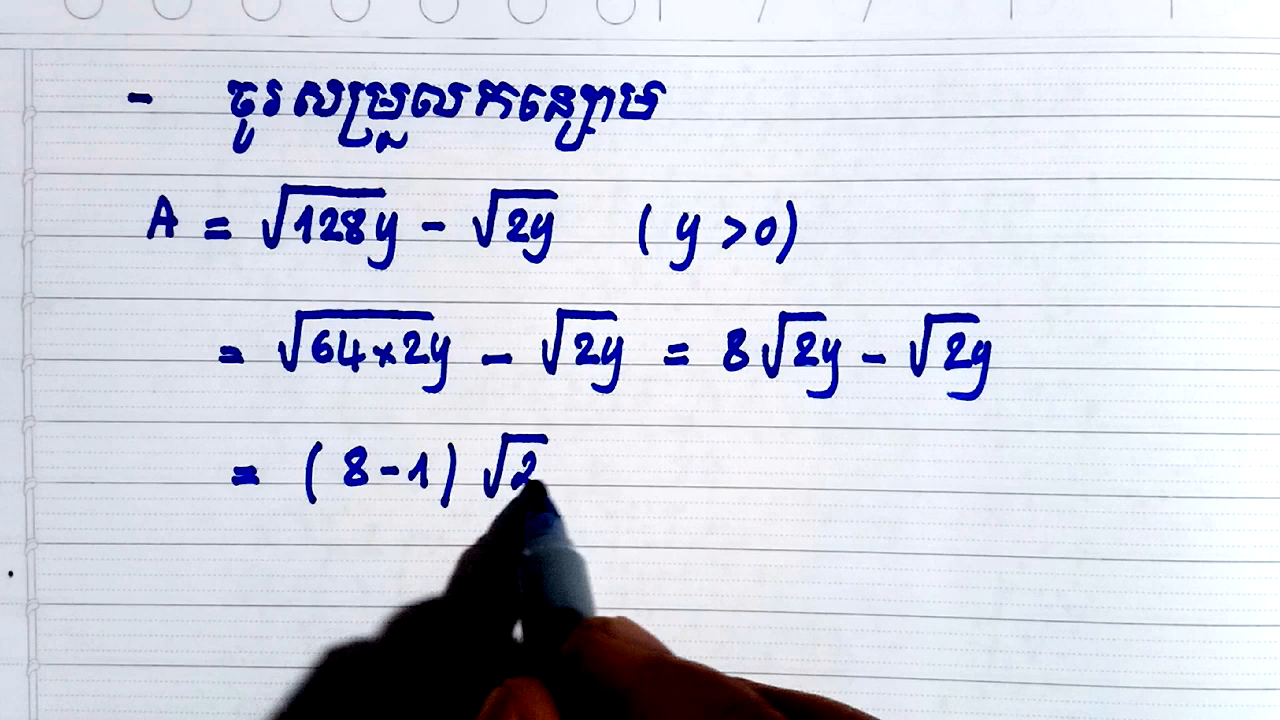 - ចូរសម្រួលកន្សោម
A = √128y - √2y (y >0)
= √64×2y - √2y = 8√2y - √2y
= (8-1) √2